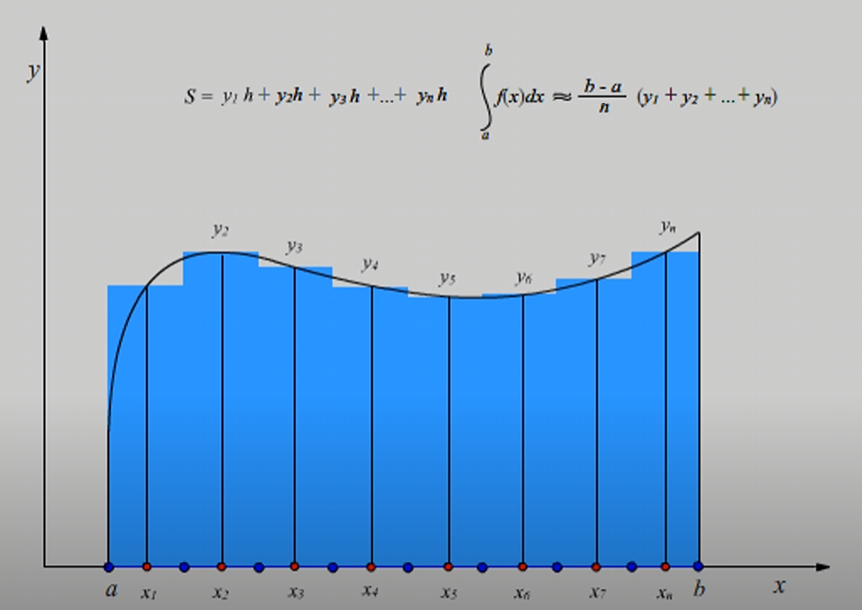 b
y
S = y₁ h + y₂h + y₃ h +...+ yₙ h ∫ f(x)dx ≈ b - a / n (y₁ + y₂ + ... + yₙ)
a
y₂
y₃
y₄ y₅ y₆ y₇ yₙ
a x₁ x₂ x₃ x₄ x₅ x₆ x₇ xₙ b x